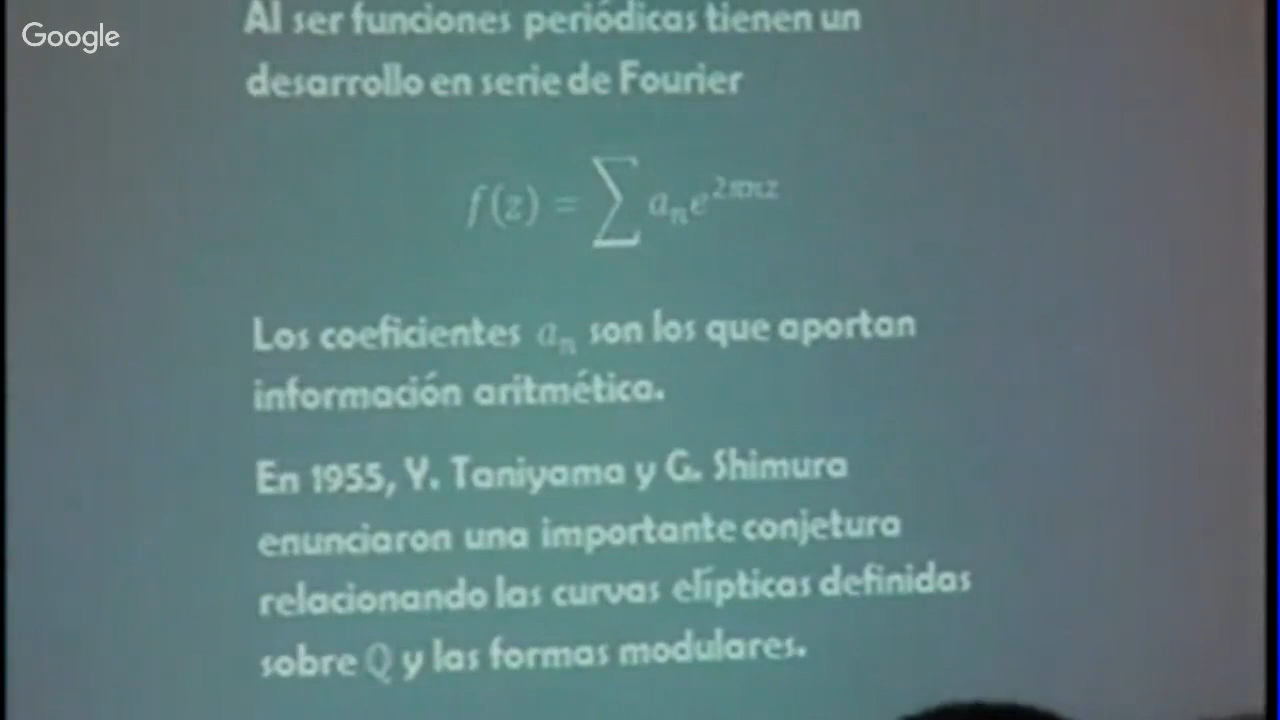 Google
Al ser funciones periódicas tienen un
desarrollo en serie de Fourier
f(z) = ∑ aₙe^{2πinz}
Los coeficientes aₙ son los que aportan
información aritmética.
En 1955, Y. Taniyama y G. Shimura
enunciaron una importante conjetura
relacionando las curvas elípticas definidas
sobre Q y las formas modulares.